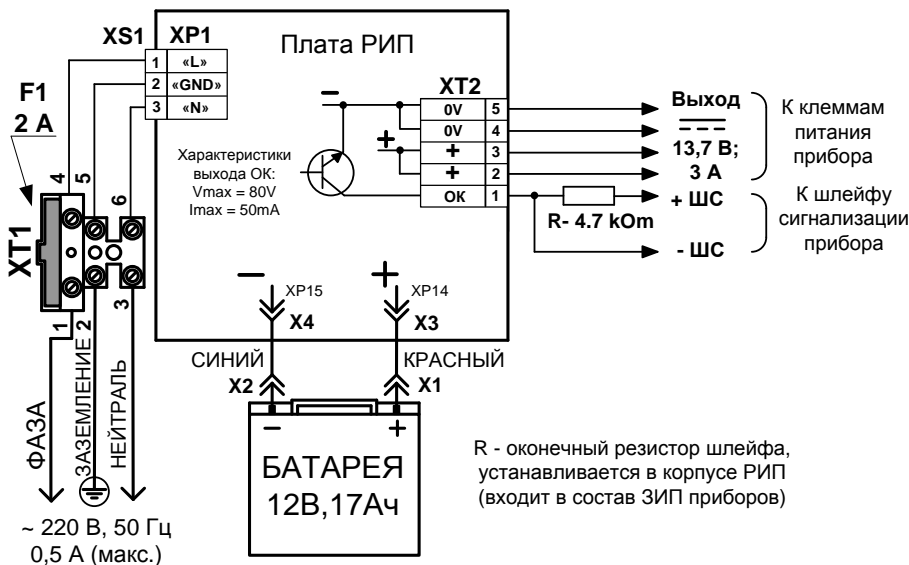 XS1 XP1
Плата РИП
1 «L»
2 «GND»
3 «N»
F1
2 А
4
5
6
XT1
1
2
3
ФАЗА
ЗАЗЕМЛЕНИЕ
НЕЙТРАЛЬ
~ 220 В, 50 Гц
0,5 А (макс.)
Характеристики
выхода ОК:
Vmax = 80V
Imax = 50mA
XT2
–
0V 5
0V 4
+
+ 3
+ 2
ОК 1
Выход
13,7 В;
3 А
К клеммам
питания
прибора
R- 4.7 kOm
+ ШС
- ШС
К шлейфу
сигнализации
прибора
– +
XP15 XP14
X4 X3
СИНИЙ КРАСНЫЙ
X2 X1
– +
БАТАРЕЯ
12В,17Ач
R - оконечный резистор шлейфа,
устанавливается в корпусе РИП
(входит в состав ЗИП приборов)